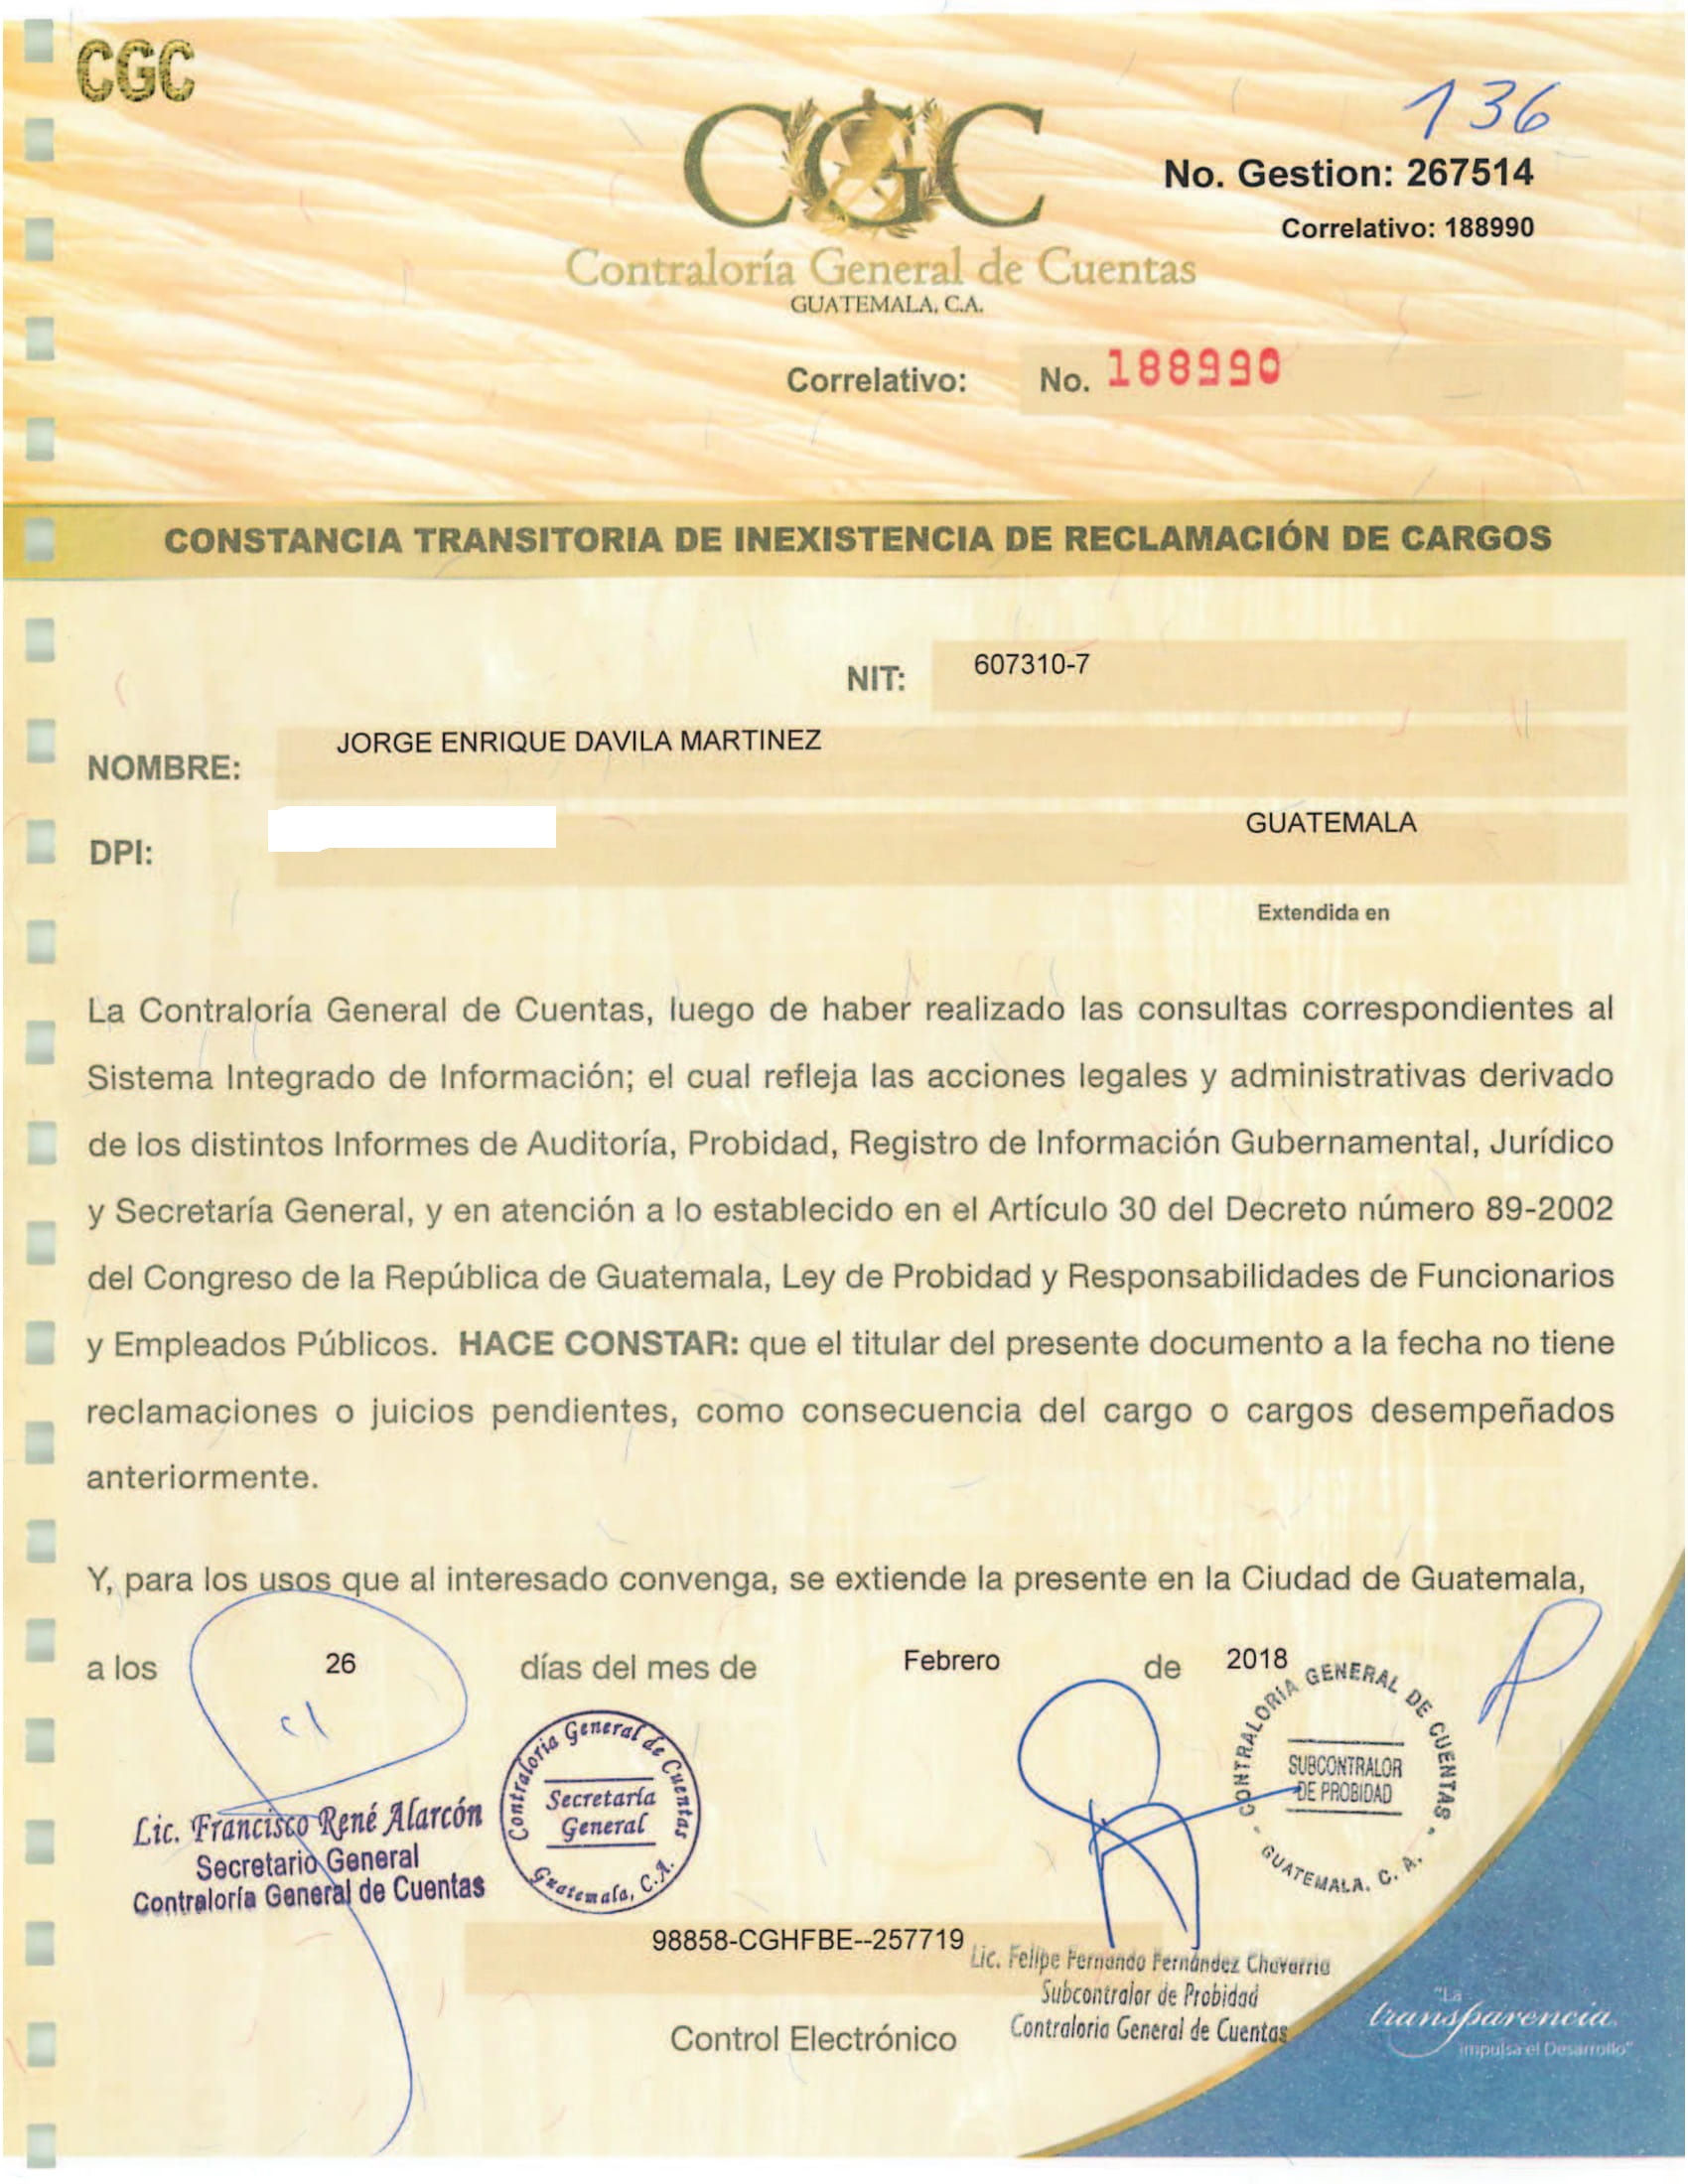 CGC
136
CGC
No. Gestion: 267514
Correlativo: 188990
Contraloría General de Cuentas
GUATEMALA, C.A.
Correlativo: No. 188990
CONSTANCIA TRANSITORIA DE INEXISTENCIA DE RECLAMACIÓN DE CARGOS
NIT: 607310-7
NOMBRE: JORGE ENRIQUE DAVILA MARTINEZ
DPI: GUATEMALA
Extendida en
La Contraloría General de Cuentas, luego de haber realizado las consultas correspondientes al
Sistema Integrado de Información; el cual refleja las acciones legales y administrativas derivado
de los distintos Informes de Auditoría, Probidad, Registro de Información Gubernamental, Jurídico
y Secretaría General, y en atención a lo establecido en el Artículo 30 del Decreto número 89-2002
del Congreso de la República de Guatemala, Ley de Probidad y Responsabilidades de Funcionarios
y Empleados Públicos. HACE CONSTAR: que el titular del presente documento a la fecha no tiene
reclamaciones o juicios pendientes, como consecuencia del cargo o cargos desempeñados
anteriormente.
Y, para los usos que al interesado convenga, se extiende la presente en la Ciudad de Guatemala,
a los 26 días del mes de Febrero de 2018
Contraloría General de Cuentas
Secretaría
General
Guatemala, C.A.
CONTRALORIA GENERAL DE CUENTAS
SUBCONTRALOR
DE PROBIDAD
GUATEMALA, C. A.
Lic. Francisco René Alarcón
Secretario General
Contraloría General de Cuentas
98858-CGHFBE--257719
Control Electrónico
Lic. Felipe Fernando Fernández Chavarria
Subcontralor de Probidad
Contraloria General de Cuentas
"La
transparencia
impulsa el Desarrollo"